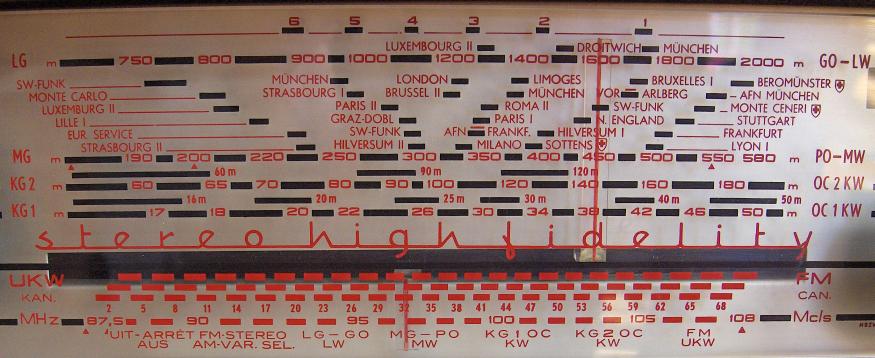 6 5 4 3 2 1
LUXEMBOURG II DROITWICH MÜNCHEN
LG m 750 800 900 1000 1200 1400 1600 1800 2000 m GO-LW
SW-FUNK MÜNCHEN LONDON LIMOGES BRUXELLES I BEROMÜNSTER
MONTE CARLO STRASBOURG I BRUSSEL II MÜNCHEN VORARLBERG AFN MÜNCHEN
LUXEMBURG II PARIS II ROMA II SW-FUNK MONTE CENERI
LILLE I GRAZ-DOBL PARIS I N. ENGLAND STUTTGART
EUR. SERVICE SW-FUNK AFN FRANKF. HILVERSUM I FRANKFURT
STRASBOURG II HILVERSUM II MILANO SOTTENS LYON I
MG m 190 200 220 250 300 350 400 450 500 550 580 m PO-MW
60 m 90 m 120 m
KG2 m 60 65 70 80 90 100 120 140 160 180 m OC 2 KW
16 m 20 m 25 m 30 m 40 m 50 m
KG1 m 17 18 20 22 26 30 34 38 42 46 50 m OC 1 KW
stereo high fidelity
UKW FM
KAN. CAN.
2 5 8 11 14 17 20 23 26 29 32 35 38 41 44 47 50 53 56 59 62 65 68
MHz 87,5 90 95 100 105 108 Mc/s
UIT-ARRÊT FM-STEREO LG-GO MG-PO KG1 OC KG2 OC FM
AUS AM-VAR. SEL. LW MW KW KW UKW